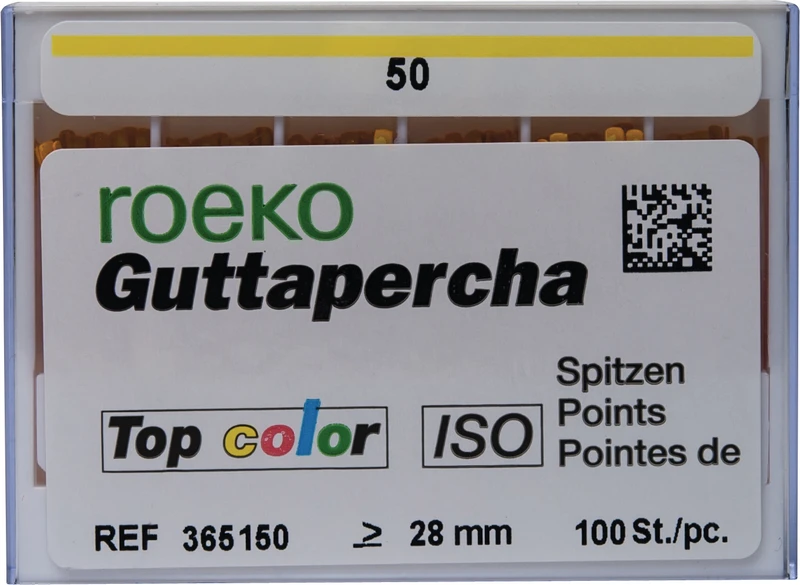 50
roeko
Guttapercha
Spitzen
Points
Pointes de
Top color
ISO
REF 365150 ≥ 28 mm 100 St./pc.